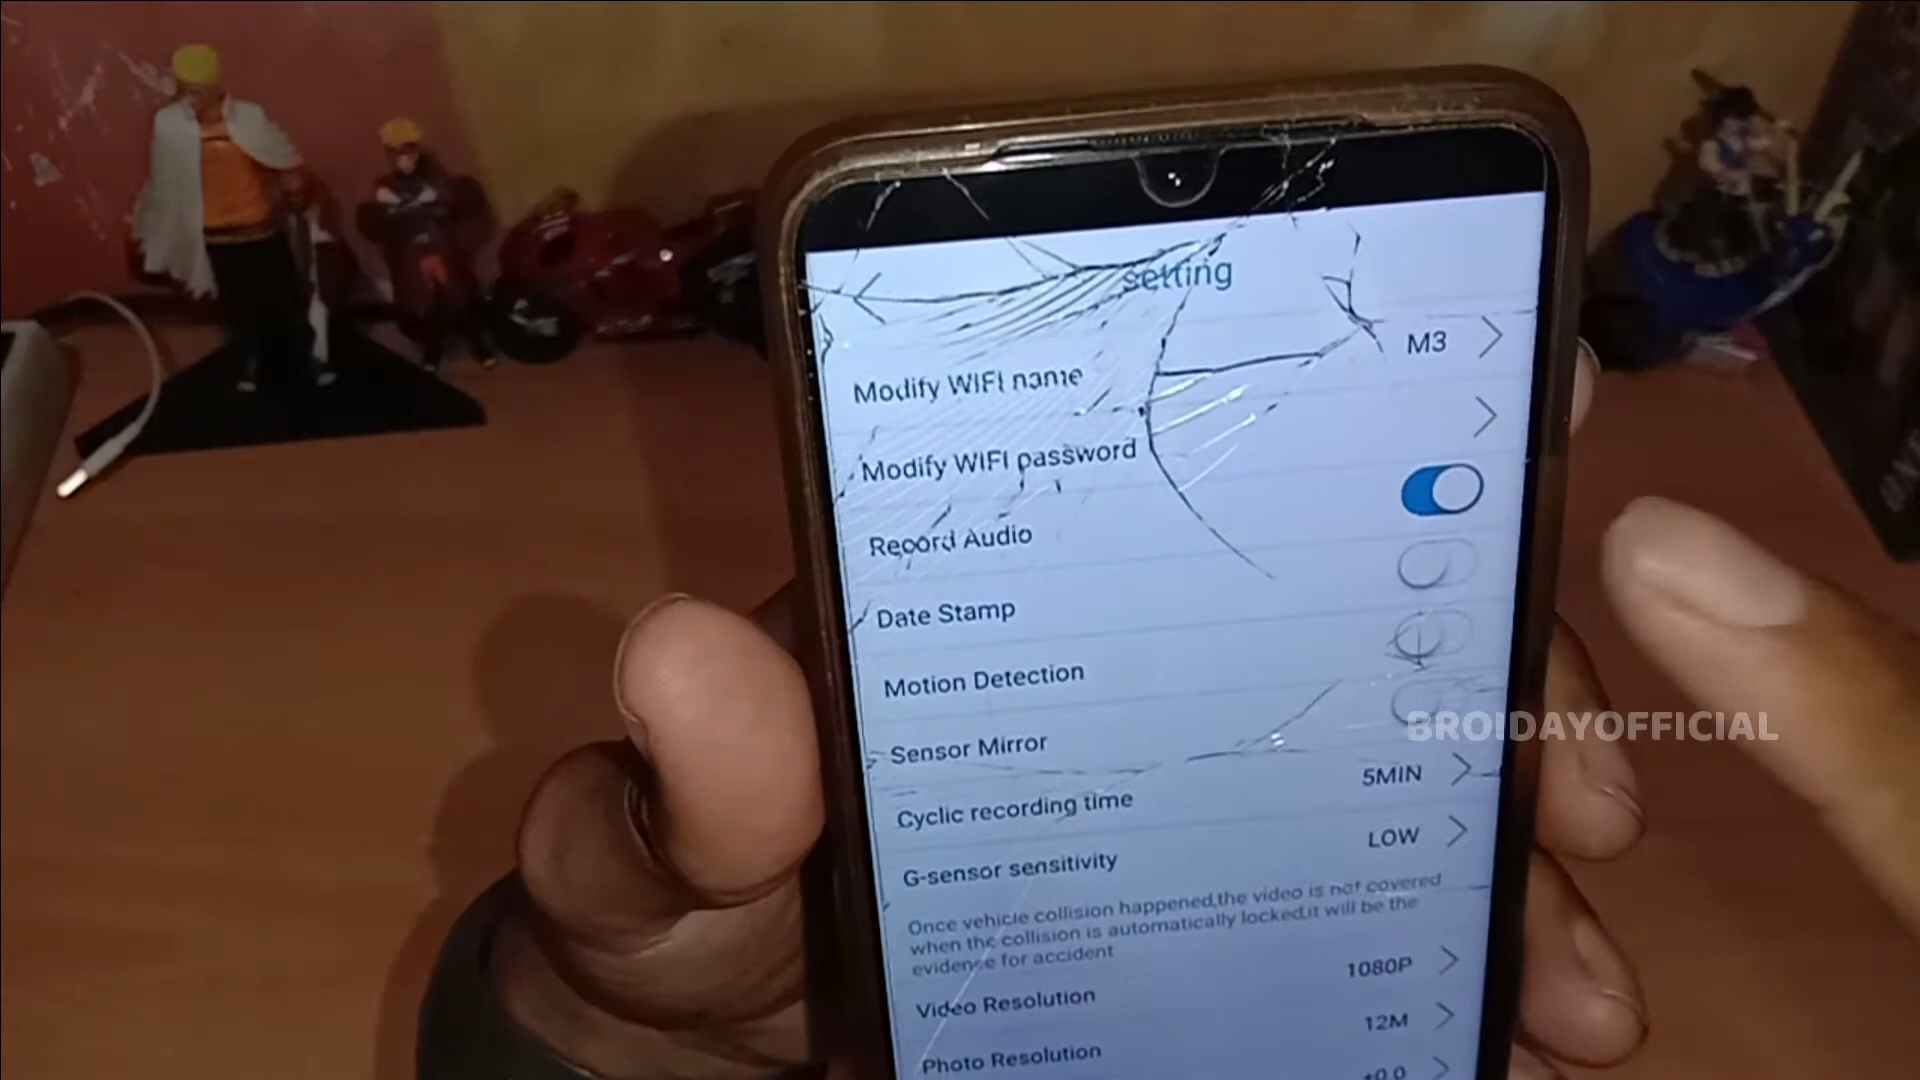 setting
Modify WIFI name M3
Modify WIFI password
Record Audio
Date Stamp
Motion Detection
Sensor Mirror
Cyclic recording time 5MIN
G-sensor sensitivity LOW
Once vehicle collision happened,the video is not covered
when the collision is automatically locked,it will be the
evidence for accident
Video Resolution 1080P
Photo Resolution 12M
+0.0
BROIDAYOFFICIAL